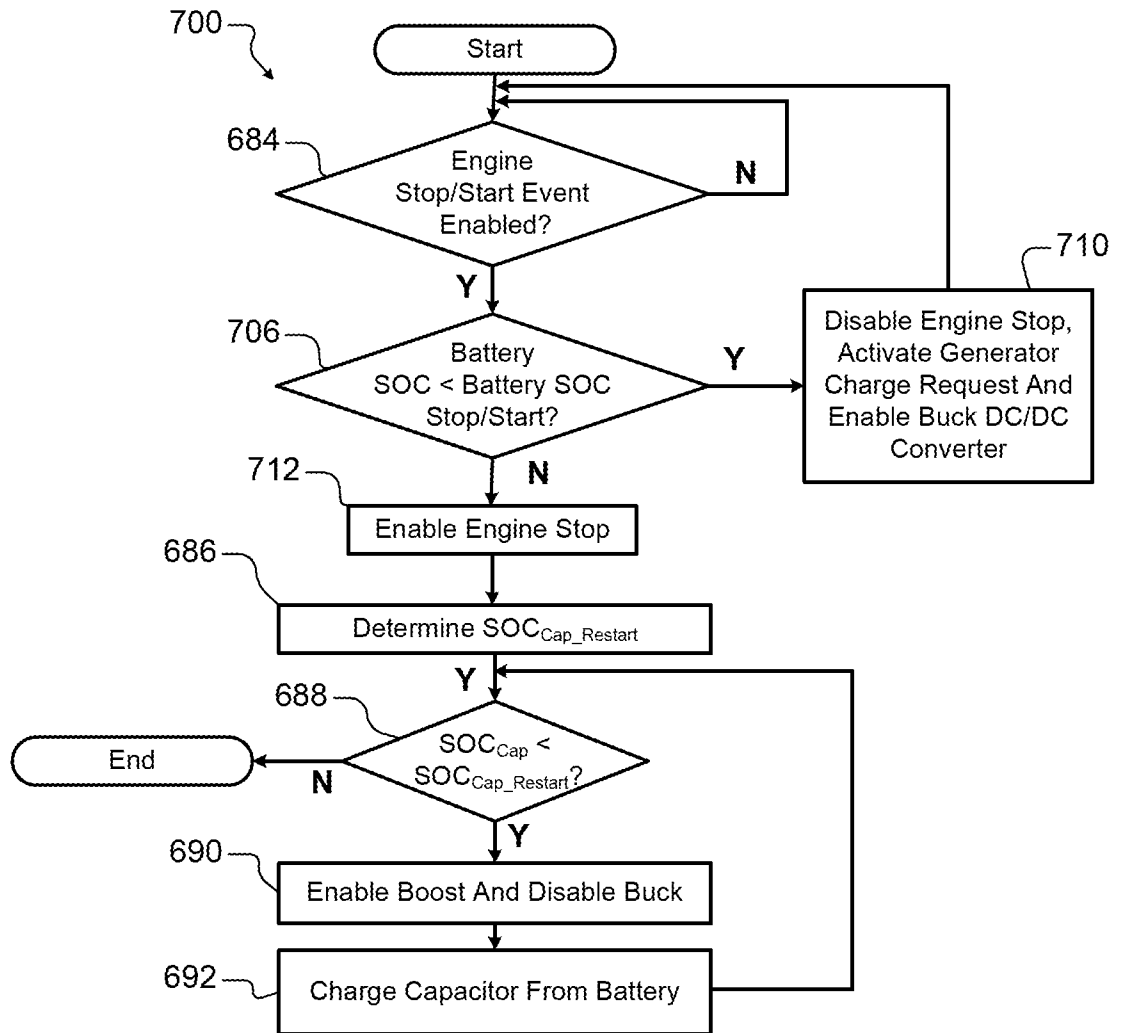 700
Start
684
Engine
Stop/Start Event
Enabled?
N
Y
710
Disable Engine Stop,
Activate Generator
Charge Request And
Enable Buck DC/DC
Converter
706
Battery
SOC < Battery SOC
Stop/Start?
Y
N
712
Enable Engine Stop
686
Determine SOCCap_Restart
Y
688
SOCCap <
SOCCap_Restart?
End
N
Y
690
Enable Boost And Disable Buck
692
Charge Capacitor From Battery